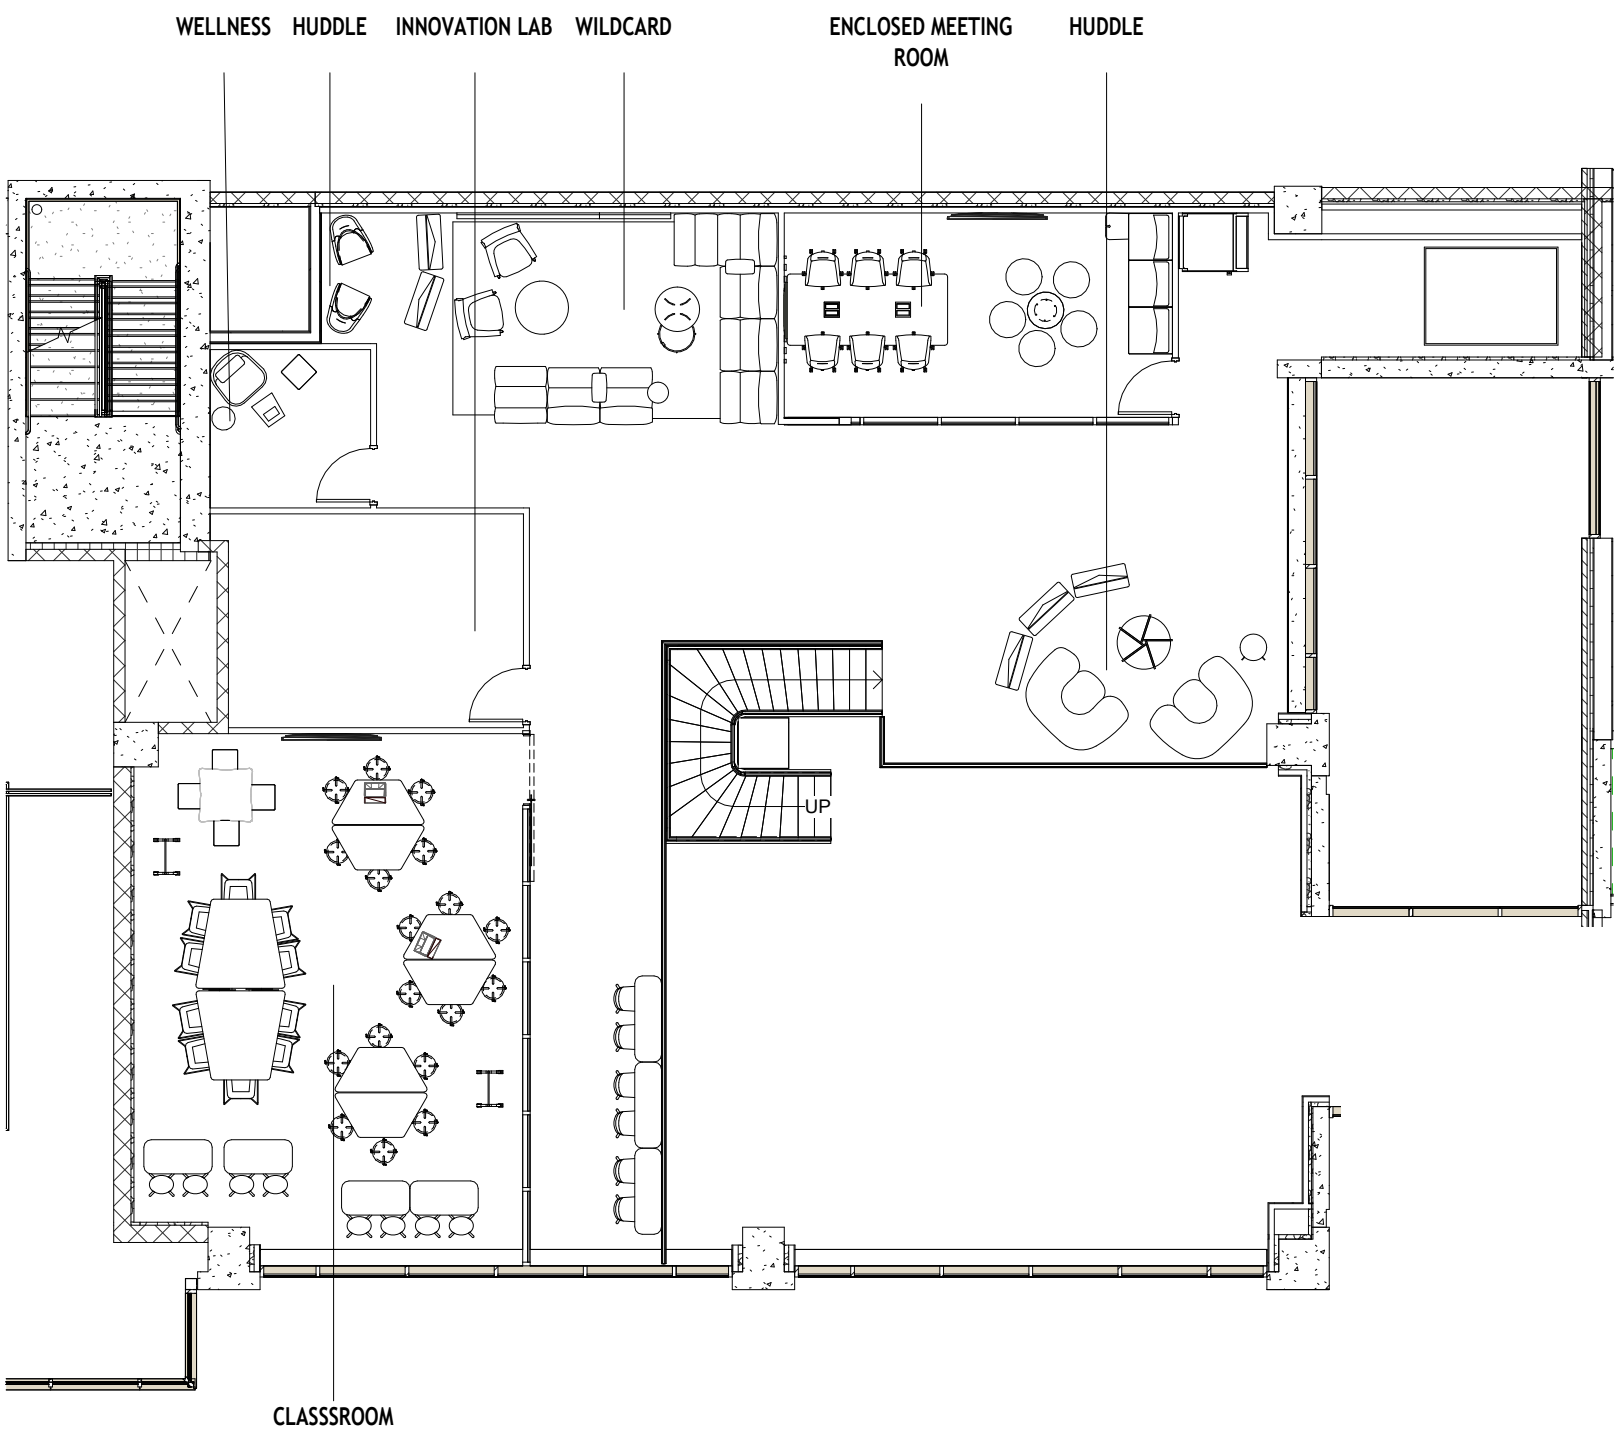 WELLNESS
HUDDLE
INNOVATION LAB
WILDCARD
ENCLOSED MEETING
ROOM
HUDDLE
UP
CLASSSROOM